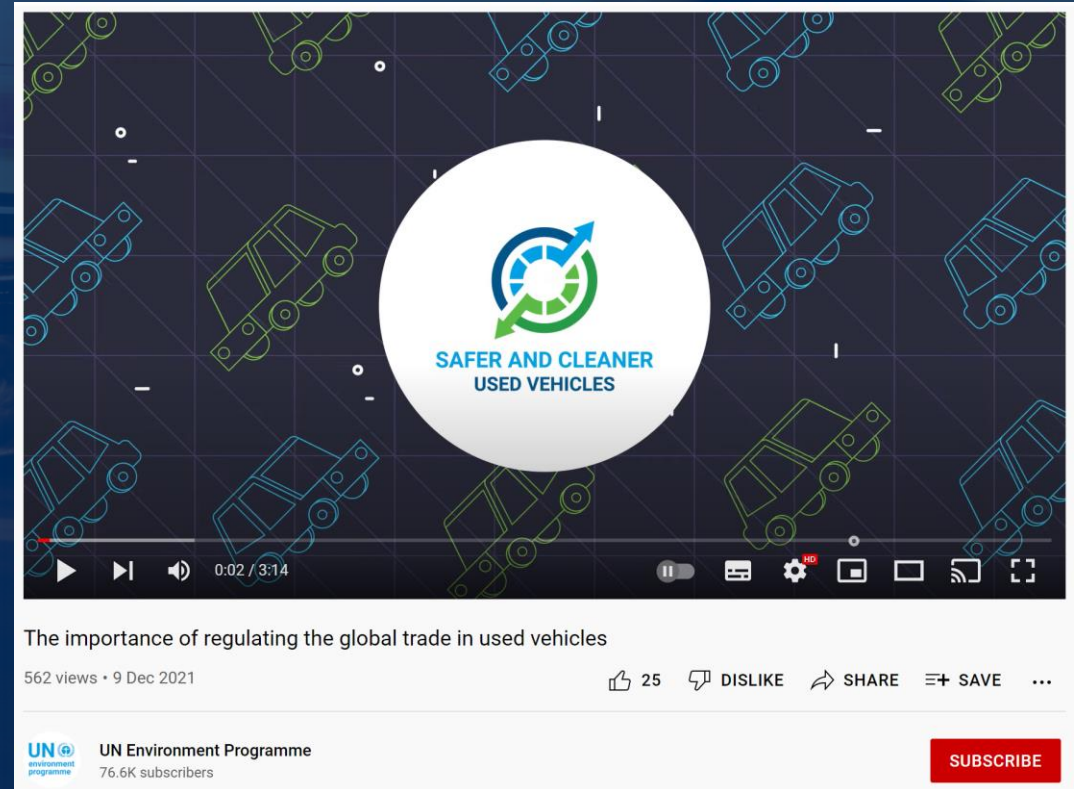 SAFER AND CLEANER
USED VEHICLES
0:02 / 3:14
HD
The importance of regulating the global trade in used vehicles
562 views • 9 Dec 2021
25 DISLIKE SHARE SAVE ...
UN
environment
programme
UN Environment Programme
76.6K subscribers
SUBSCRIBE